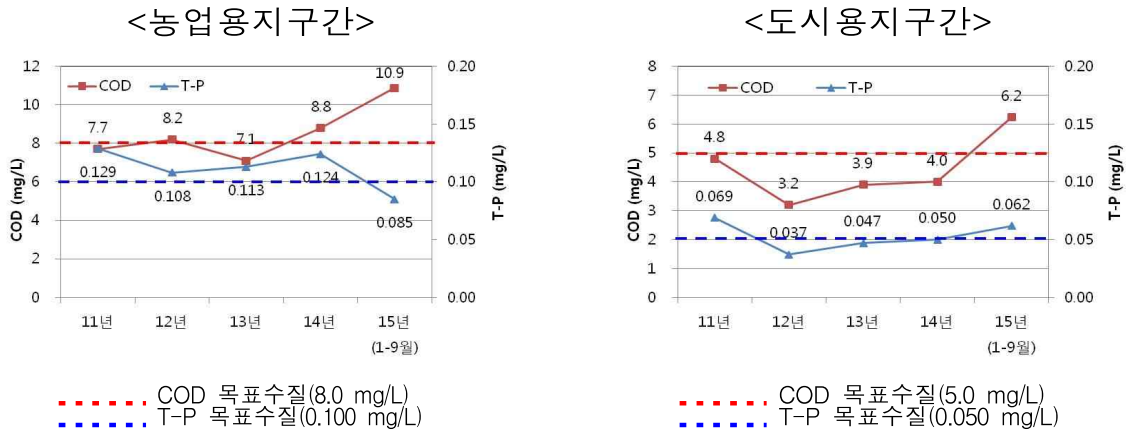 <농업용지구간>
12
10
8
6
4
2
0
COD (mg/L)
0.20
0.15
0.10
0.05
0.00
T-P (mg/L)
COD T-P
7.7 8.2 7.1 8.8 10.9
0.129 0.108 0.113 0.124 0.085
11년 12년 13년 14년 15년
(1-9월)
COD 목표수질(8.0 mg/L)
T-P 목표수질(0.100 mg/L)
<도시용지구간>
8
7
6
5
4
3
2
1
0
COD (mg/L)
0.20
0.15
0.10
0.05
0.00
T-P (mg/L)
COD T-P
4.8 3.2 3.9 4.0 6.2
0.069 0.037 0.047 0.050 0.062
11년 12년 13년 14년 15년
(1-9월)
COD 목표수질(5.0 mg/L)
T-P 목표수질(0.050 mg/L)